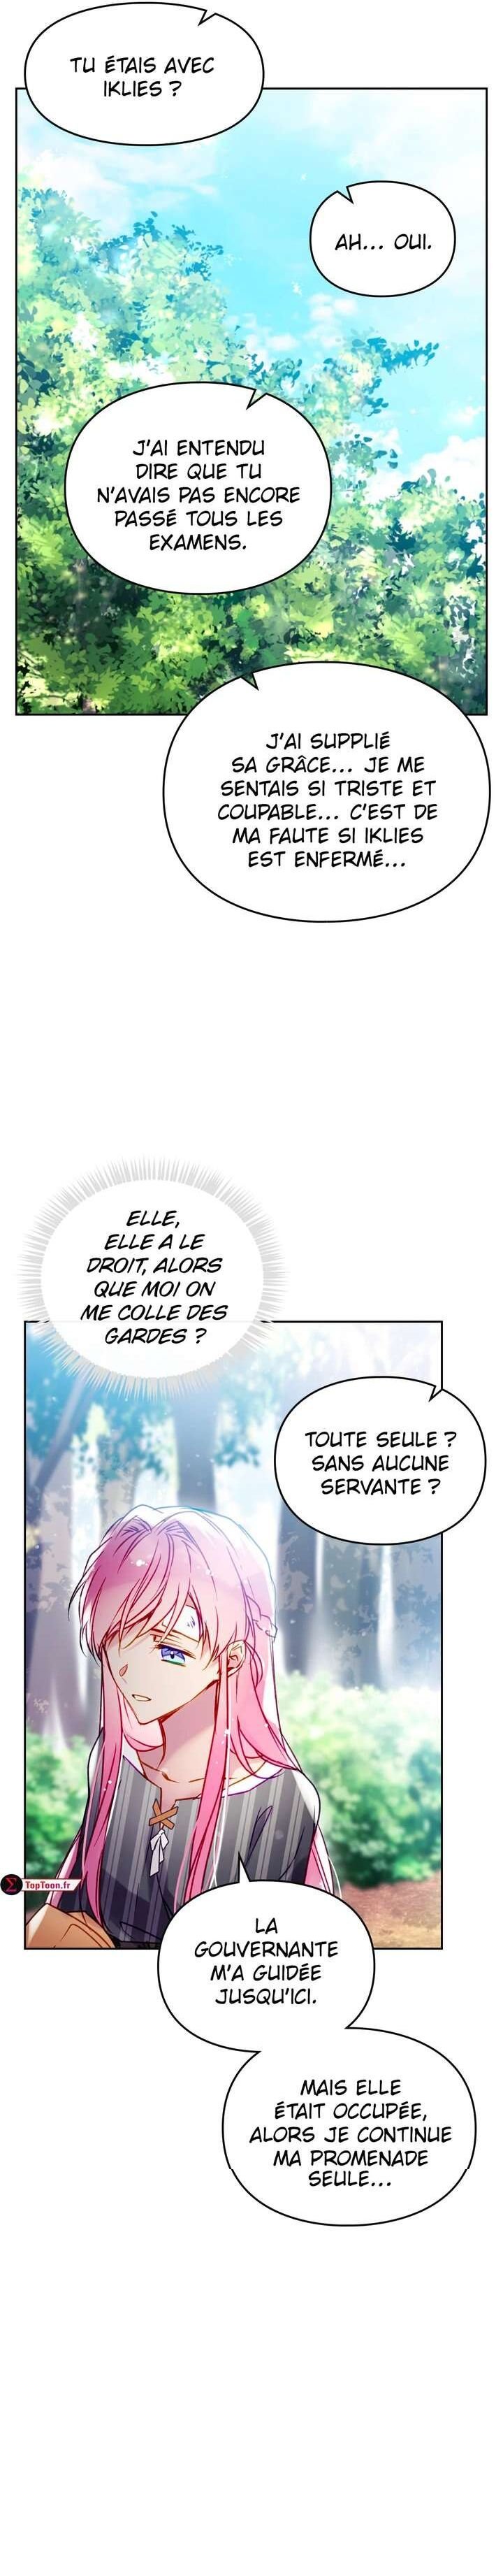 TU ÉTAIS AVEC
IKLIES ?
AH... OUI.
J'AI ENTENDU
DIRE QUE TU
N'AVAIS PAS ENCORE
PASSÉ TOUS LES
EXAMENS.
J'AI SUPPLIÉ
SA GRÂCE... JE ME
SENTAIS SI TRISTE ET
COUPABLE... C'EST DE
MA FAUTE SI IKLIES
EST ENFERMÉ...
ELLE,
ELLE A LE
DROIT, ALORS
QUE MOI ON
ME COLLE DES
GARDES ?
TOUTE SEULE ?
SANS AUCUNE
SERVANTE ?
TopToon.fr
LA
GOUVERNANTE
M'A GUIDÉE
JUSQU'ICI.
MAIS ELLE
ÉTAIT OCCUPÉE,
ALORS JE CONTINUE
MA PROMENADE
SEULE...